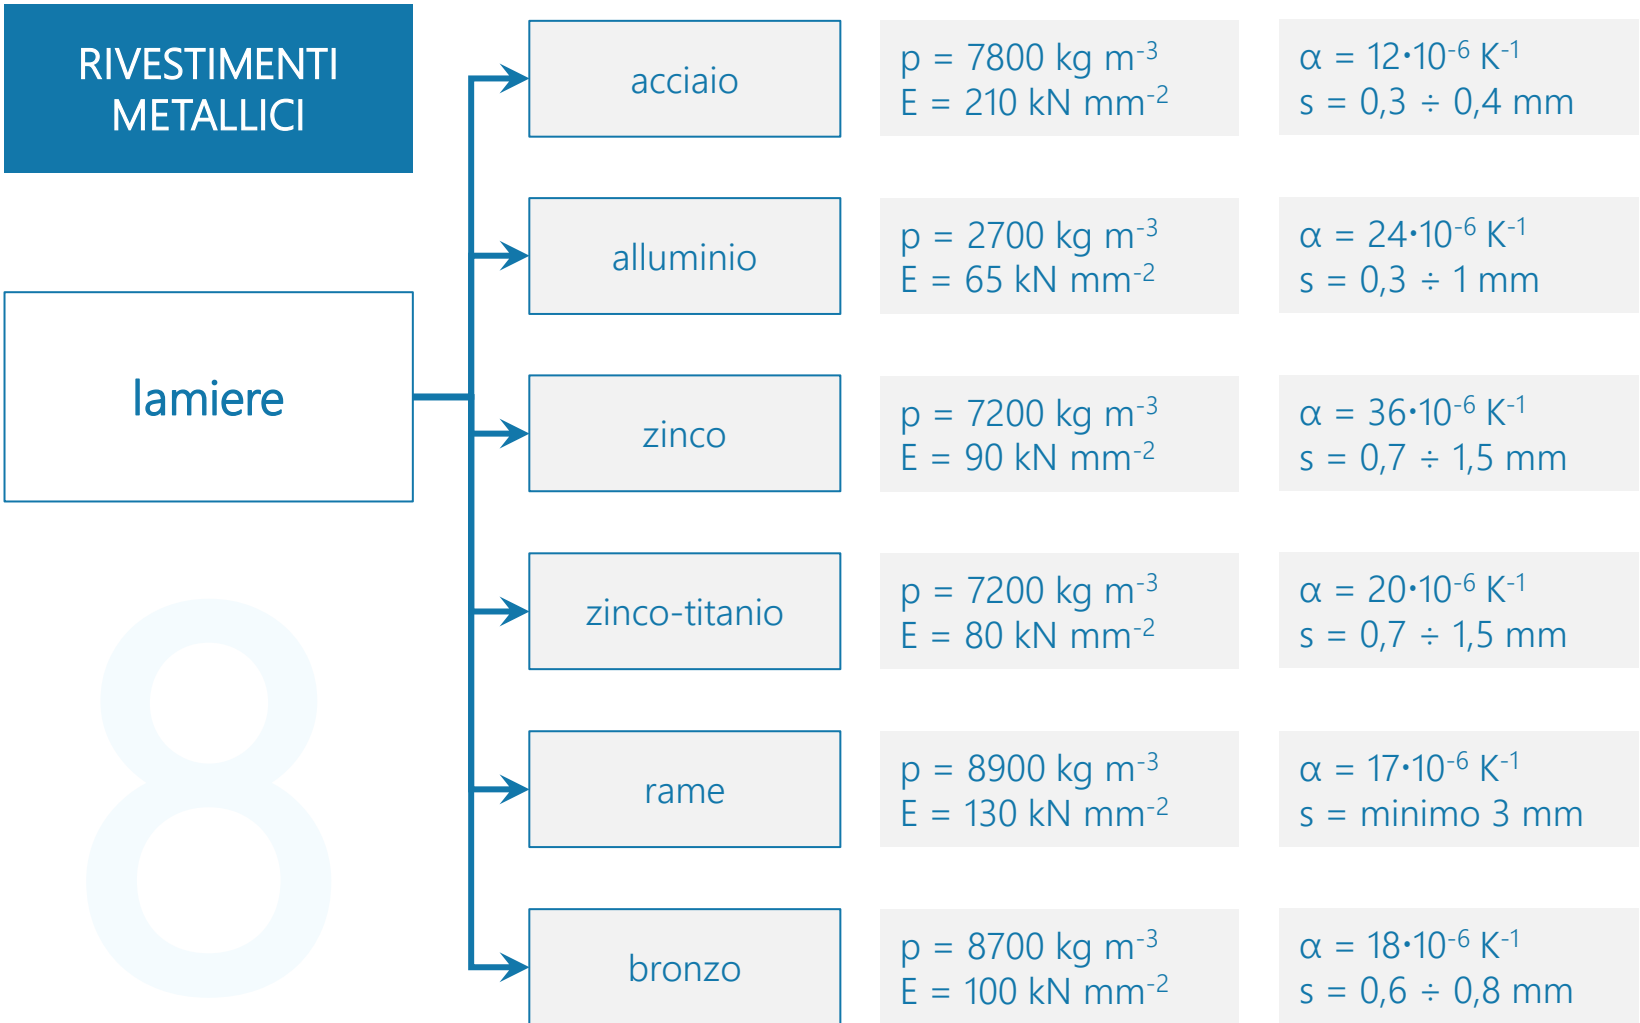 RIVESTIMENTI
METALLICI
lamiere
8
acciaio
p = 7800 kg m⁻³
E = 210 kN mm⁻²
α = 12•10⁻⁶ K⁻¹
s = 0,3 ÷ 0,4 mm
alluminio
p = 2700 kg m⁻³
E = 65 kN mm⁻²
α = 24•10⁻⁶ K⁻¹
s = 0,3 ÷ 1 mm
zinco
p = 7200 kg m⁻³
E = 90 kN mm⁻²
α = 36•10⁻⁶ K⁻¹
s = 0,7 ÷ 1,5 mm
zinco-titanio
p = 7200 kg m⁻³
E = 80 kN mm⁻²
α = 20•10⁻⁶ K⁻¹
s = 0,7 ÷ 1,5 mm
rame
p = 8900 kg m⁻³
E = 130 kN mm⁻²
α = 17•10⁻⁶ K⁻¹
s = minimo 3 mm
bronzo
p = 8700 kg m⁻³
E = 100 kN mm⁻²
α = 18•10⁻⁶ K⁻¹
s = 0,6 ÷ 0,8 mm